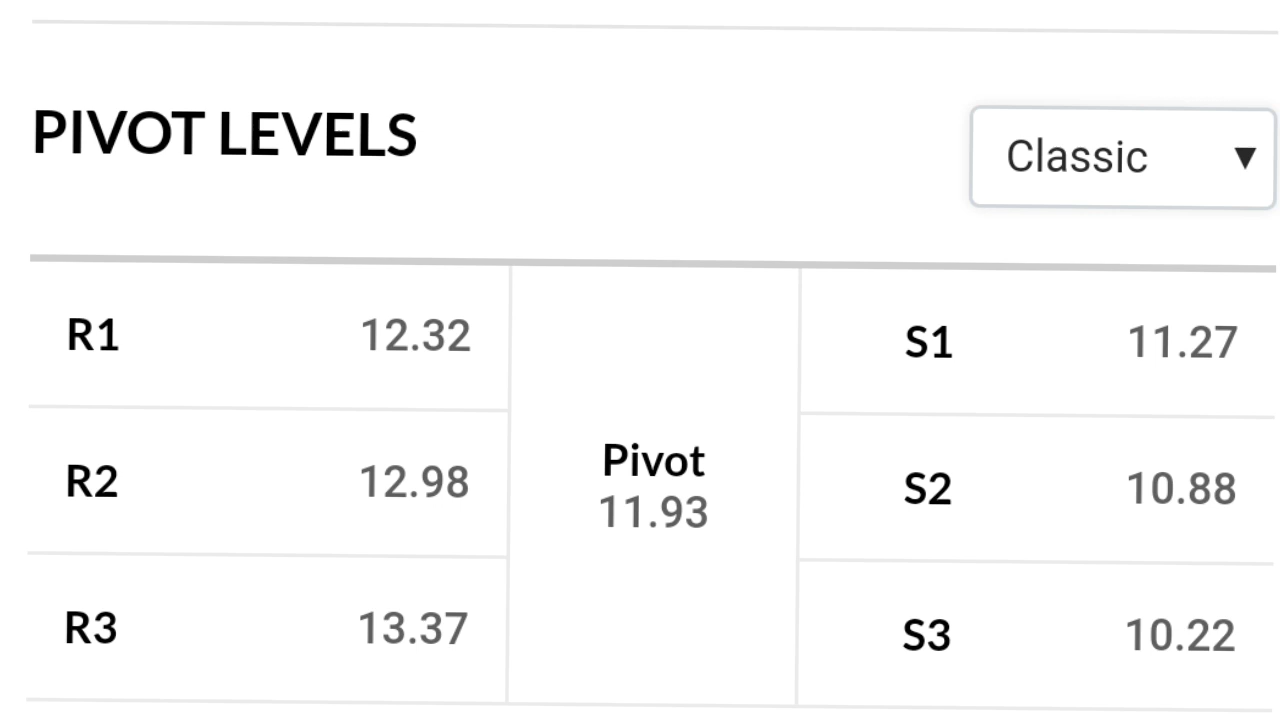 PIVOT LEVELS
Classic ▼
R1 12.32
R2 12.98
R3 13.37
Pivot
11.93
S1 11.27
S2 10.88
S3 10.22